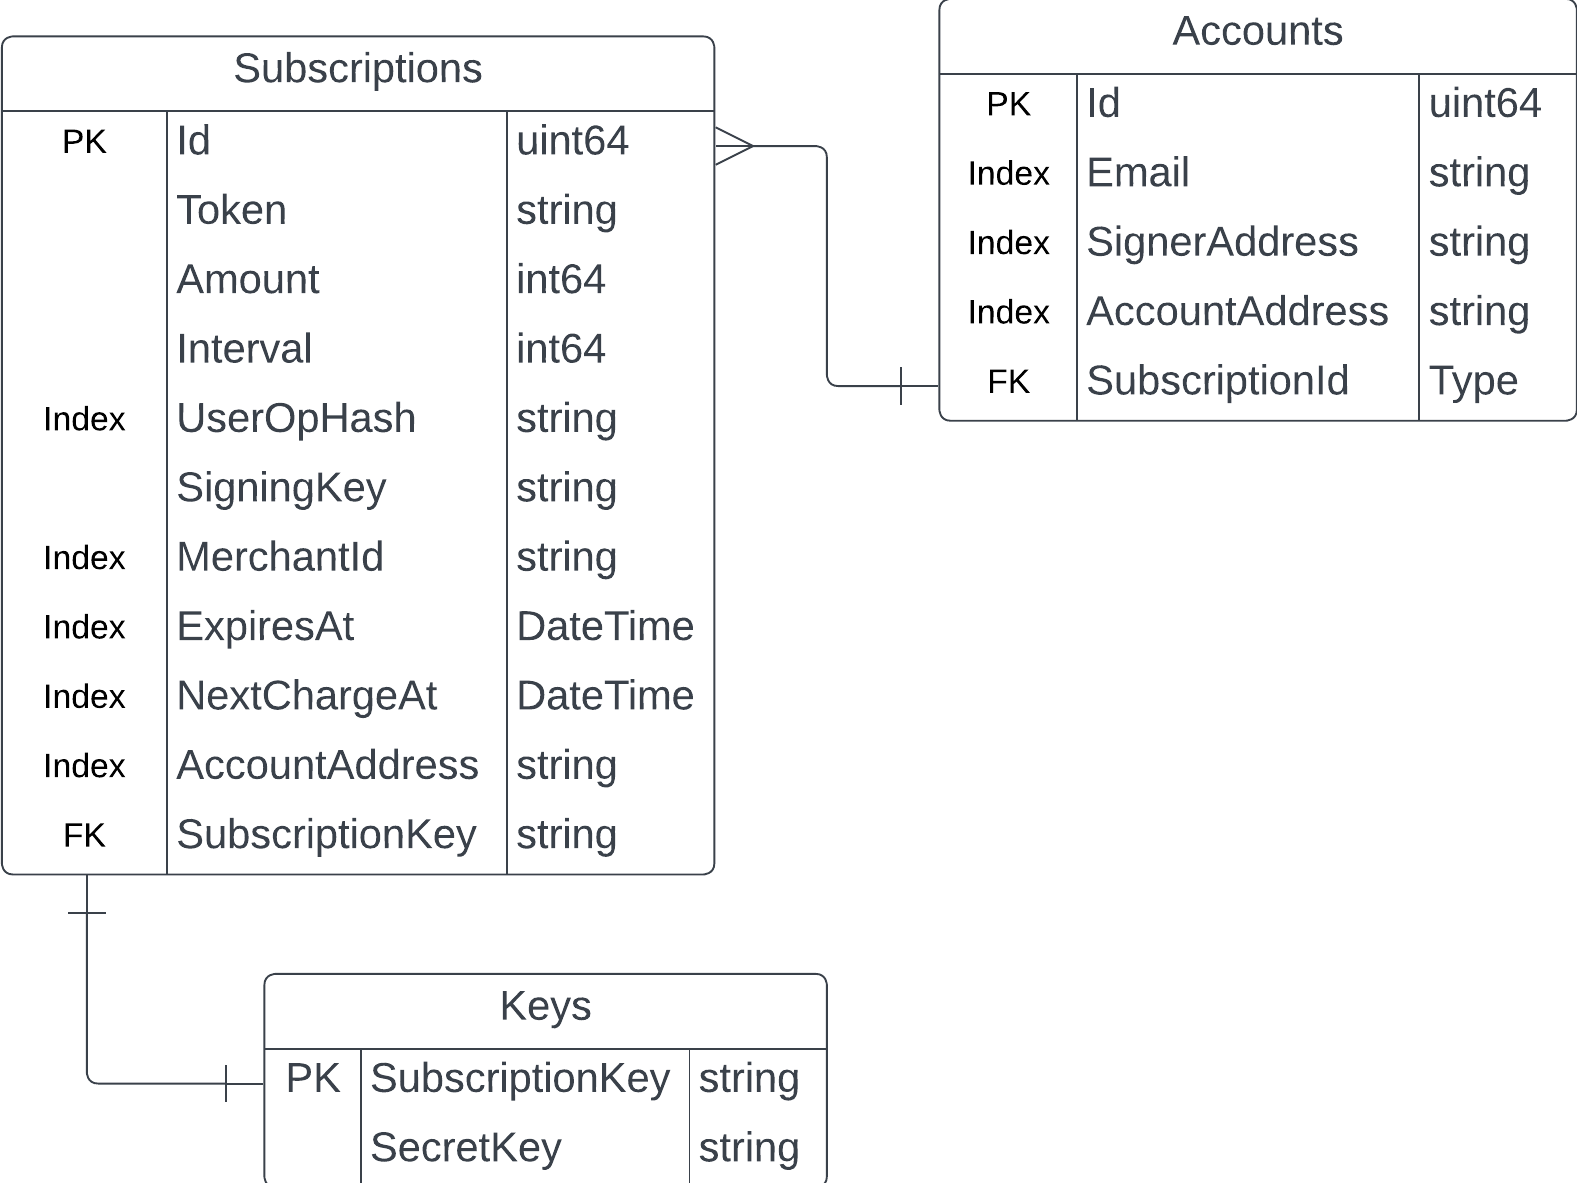 Subscriptions
PK Id uint64
Token string
Amount int64
Interval int64
Index UserOpHash string
SigningKey string
Index MerchantId string
Index ExpiresAt DateTime
Index NextChargeAt DateTime
Index AccountAddress string
FK SubscriptionKey string
Accounts
PK Id uint64
Index Email string
Index SignerAddress string
Index AccountAddress string
FK SubscriptionId Type
Keys
PK SubscriptionKey string
SecretKey string